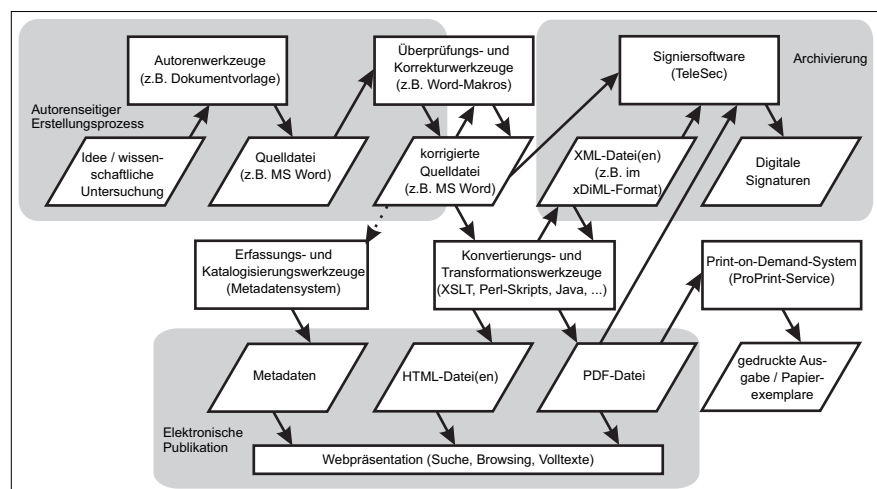 Autorenwerkzeuge
(z.B. Dokumentvorlage)
Überprüfungs- und
Korrekturwerkzeuge
(z.B. Word-Makros)
Signiersoftware
(TeleSec)
Archivierung
Autorenseitiger
Erstellungsprozess
Idee / wissen-
schaftliche
Untersuchung
Quelldatei
(z.B. MS Word)
korrigierte
Quelldatei
(z.B. MS Word)
XML-Datei(en)
(z.B. im
xDiML-Format)
Digitale
Signaturen
Erfassungs- und
Katalogisierungswerkzeuge
(Metadatensystem)
Konvertierungs- und
Transformationswerkzeuge
(XSLT, Perl-Skripts, Java, ...)
Print-on-Demand-System
(ProPrint-Service)
Metadaten
HTML-Datei(en)
PDF-Datei
gedruckte Aus-
gabe / Papier-
exemplare
Elektronische
Publikation
Webpräsentation (Suche, Browsing, Volltexte)